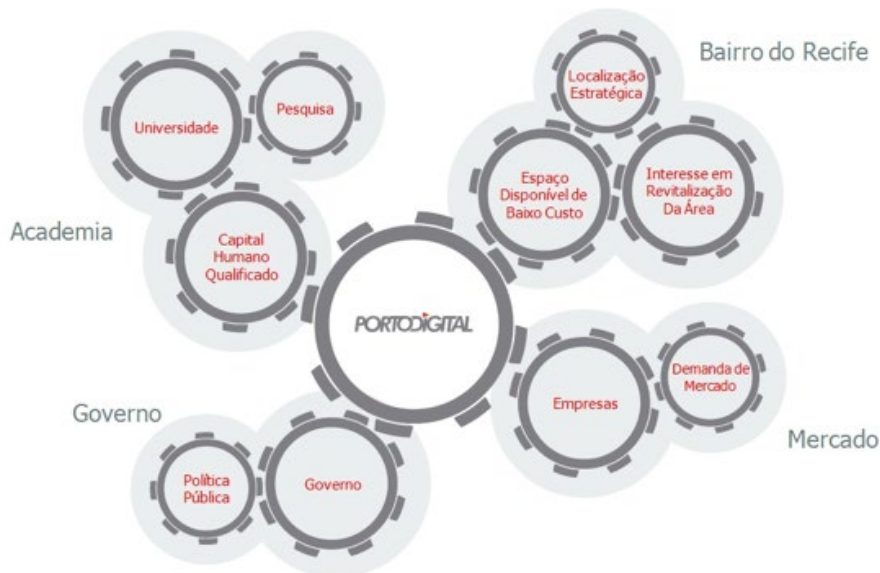 Universidade
Pesquisa
Capital
Humano
Qualificado
Academia
Localização
Estratégica
Bairro do Recife
Espaço
Disponível de
Baixo Custo
Interesse em
Revitalização
Da Área
PORTODIGITAL
Governo
Política
Pública
Governo
Empresas
Demanda de
Mercado
Mercado